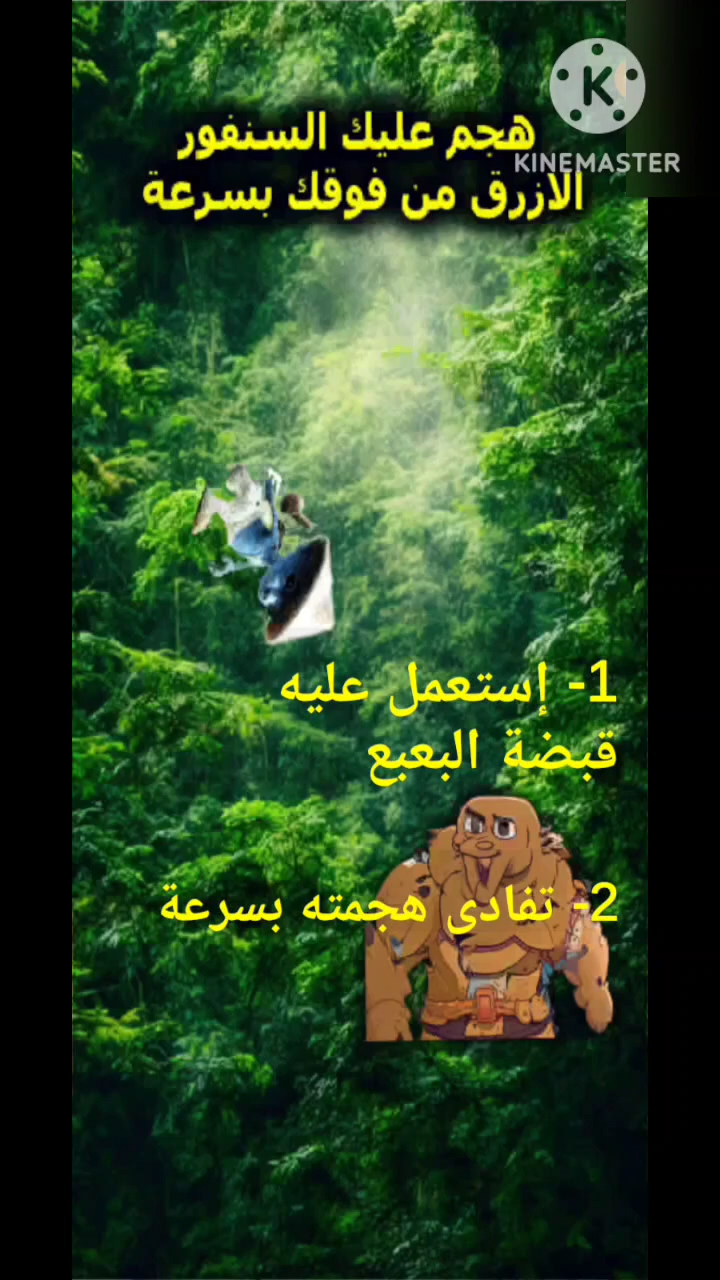 هجم عليك السنفور
الازرق من فوقك بسرعة
K
KINEMASTER
1- إستعمل عليه
قبضة البعبع
2- تفادى هجمته بسرعة